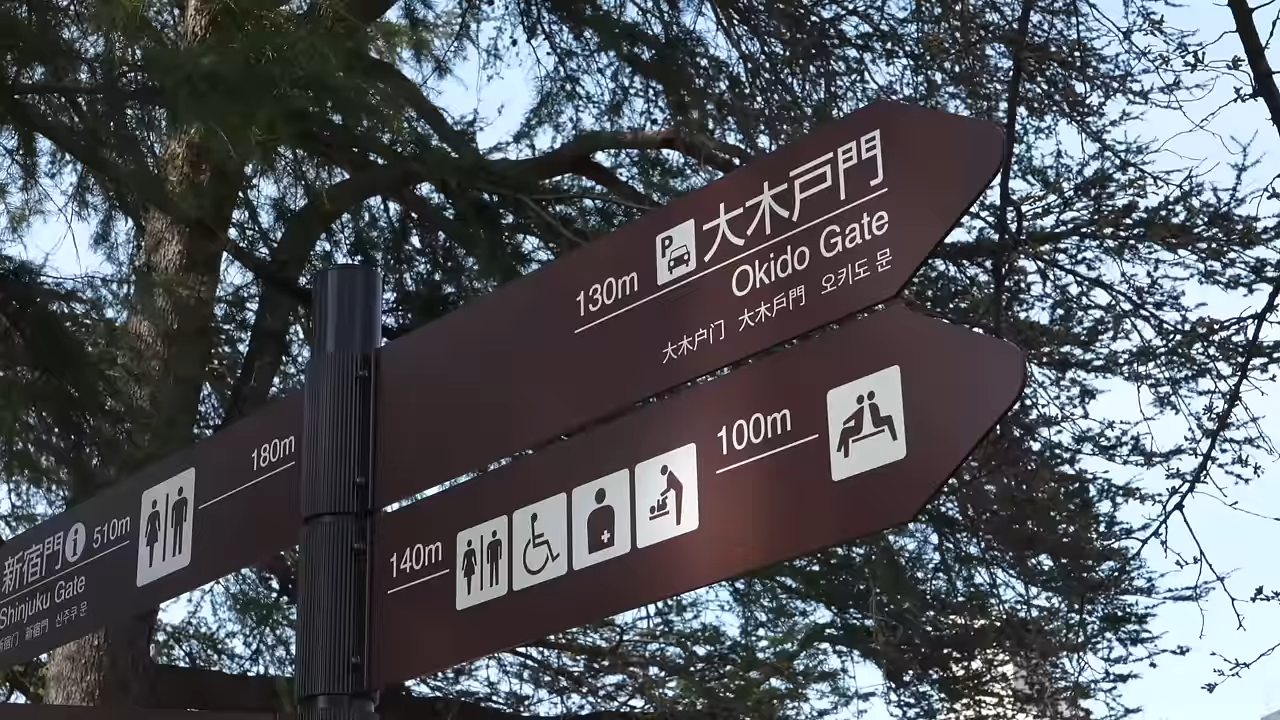 130m P 大木戸門
Okido Gate
大木户门 大木戶門 오키도 문
140m
100m
180m
新宿門 i 510m
Shinjuku Gate
新宿门 新宿門 신주쿠 문